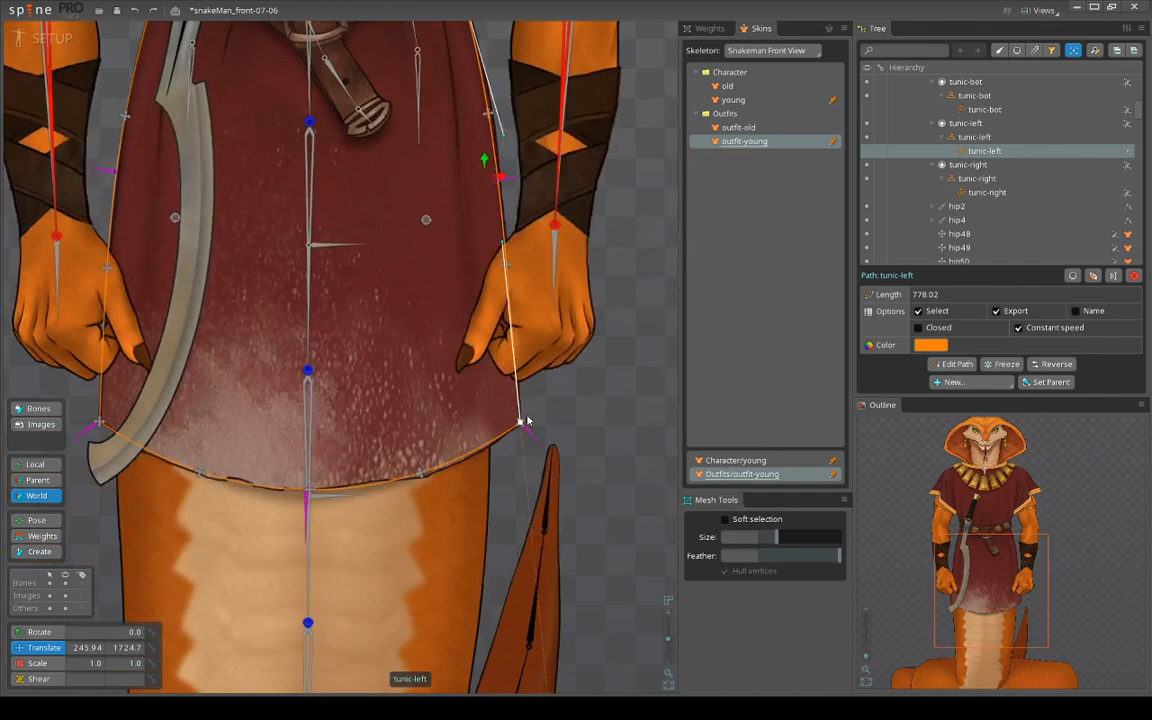 spine PRO
*snakeMan_front-07-06
Views
SETUP
Weights
Skins
Tree
Skeleton:
Snakeman Front View
Character
old
young
Outfits
outfit-old
outfit-young
Hierarchy
tunic-bot
tunic-bot
tunic-bot
tunic-left
tunic-left
tunic-left
tunic-right
tunic-right
tunic-right
hip2
hip4
hip48
hip49
hip50
Path: tunic-left
Length
778.02
Options
Select
Export
Name
Closed
Constant speed
Color
Edit Path
Freeze
Reverse
New...
Set Parent
Outline
Bones
Images
Local
Parent
World
Pose
Weights
Create
Bones
Images
Others
Rotate
0.0
Translate
245.94
1724.7
Scale
1.0
1.0
Shear
Character/young
Outfits/outfit-young
Mesh Tools
Soft selection
Size:
Feather:
Hull vertices
tunic-left